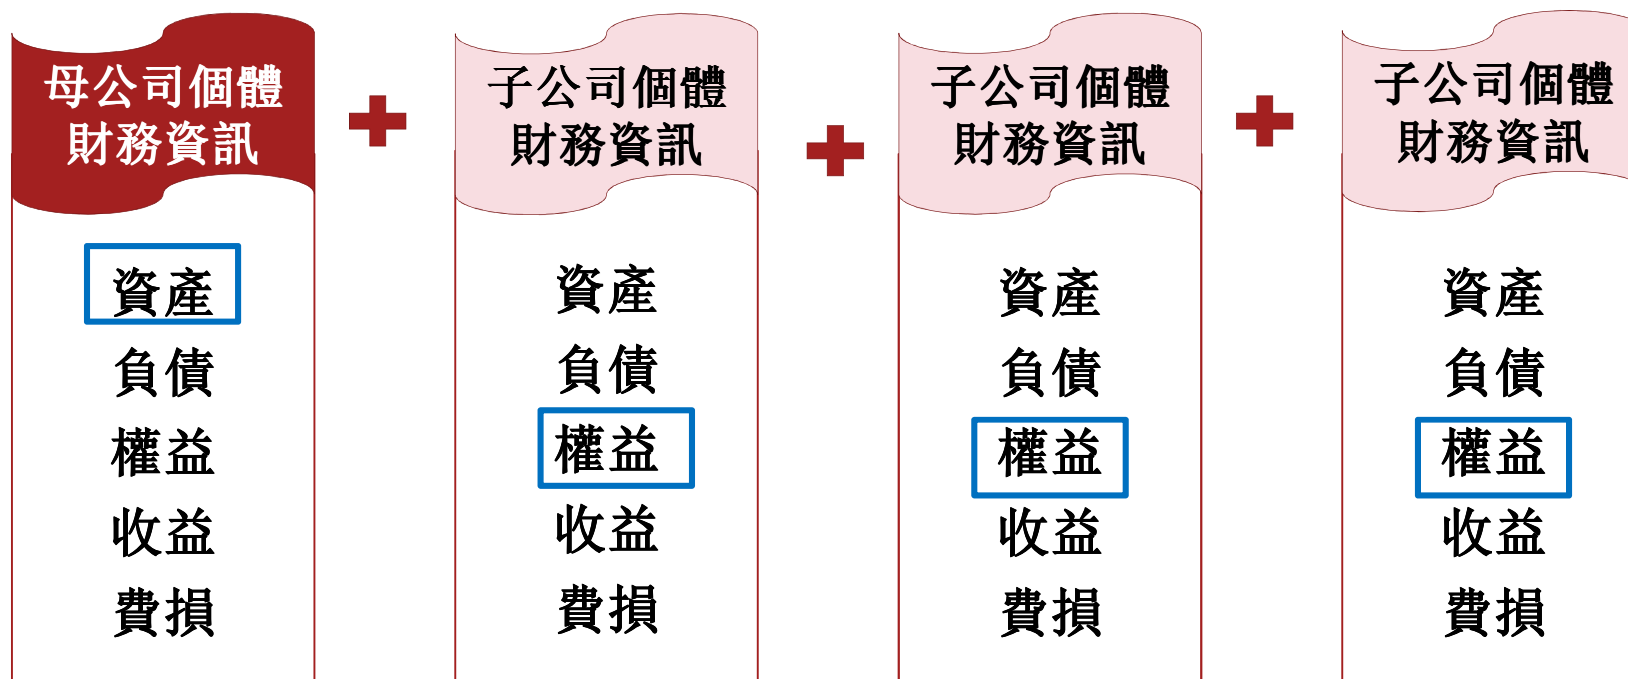 母公司個體
財務資訊
資產
負債
權益
收益
費損
子公司個體
財務資訊
資產
負債
權益
收益
費損
子公司個體
財務資訊
資產
負債
權益
收益
費損
子公司個體
財務資訊
資產
負債
權益
收益
費損